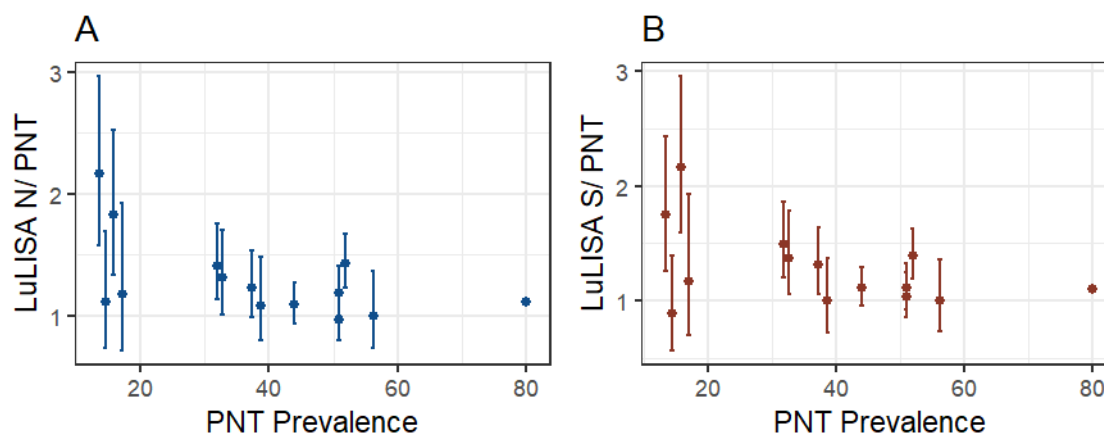 A
LuLISA N/ PNT
3
2
1
20 40 60 80
PNT Prevalence
B
LuLISA S/ PNT
3
2
1
20 40 60 80
PNT Prevalence